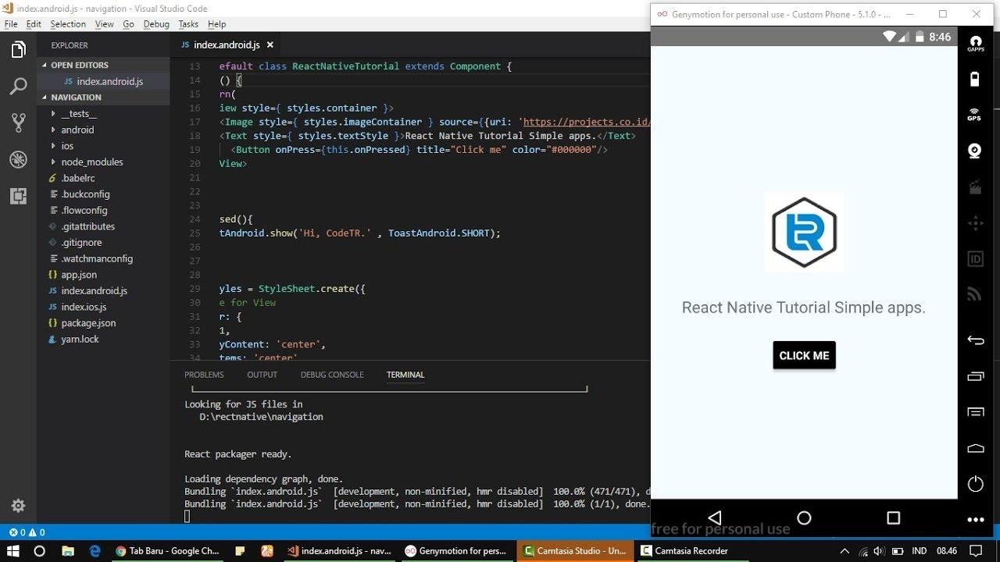 index.android.js - navigation - Visual Studio Code
File Edit Selection View Go Debug Tasks Help
EXPLORER
OPEN EDITORS
JS index.android.js
NAVIGATION
__tests__
android
ios
node_modules
.babelrc
.buckconfig
.flowconfig
.gitattributes
.gitignore
.watchmanconfig
{} app.json
JS index.android.js
JS index.ios.js
{} package.json
yarn.lock
JS index.android.js
13 efault class ReactNativeTutorial extends Component {
14 () {
15 rn(
16 iew style={ styles.container }>
17 <Image style={ styles.imageContainer } source={{uri: 'https://projects.co.id/
18 <Text style={ styles.textStyle }>React Native Tutorial Simple apps.</Text>
19 <Button onPress={this.onPressed} title="Click me" color="#000000"/>
20 View>
21
22
23
24 sed(){
25 tAndroid.show('Hi, CodeTR.' , ToastAndroid.SHORT);
26
27
28
29 yles = StyleSheet.create({
30 e for View
31 r: {
32 1,
33 yContent: 'center',
34 tems: 'center'
PROBLEMS OUTPUT DEBUG CONSOLE TERMINAL
Looking for JS files in
D:\rectnative\navigation
React packager ready.
Loading dependency graph, done.
Bundling `index.android.js` [development, non-minified, hmr disabled] 100.0% (471/471), d
Bundling `index.android.js` [development, non-minified, hmr disabled] 100.0% (1/1), done.
0 0
Genymotion for personal use - Custom Phone - 5.1.0 - ...
8:46
React Native Tutorial Simple apps.
CLICK ME
free for personal use
GAPPS
GPS
ID
Tab Baru - Google Ch... index.android.js - nav... Genymotion for pers... Camtasia Studio - Un... Camtasia Recorder IND 08.46